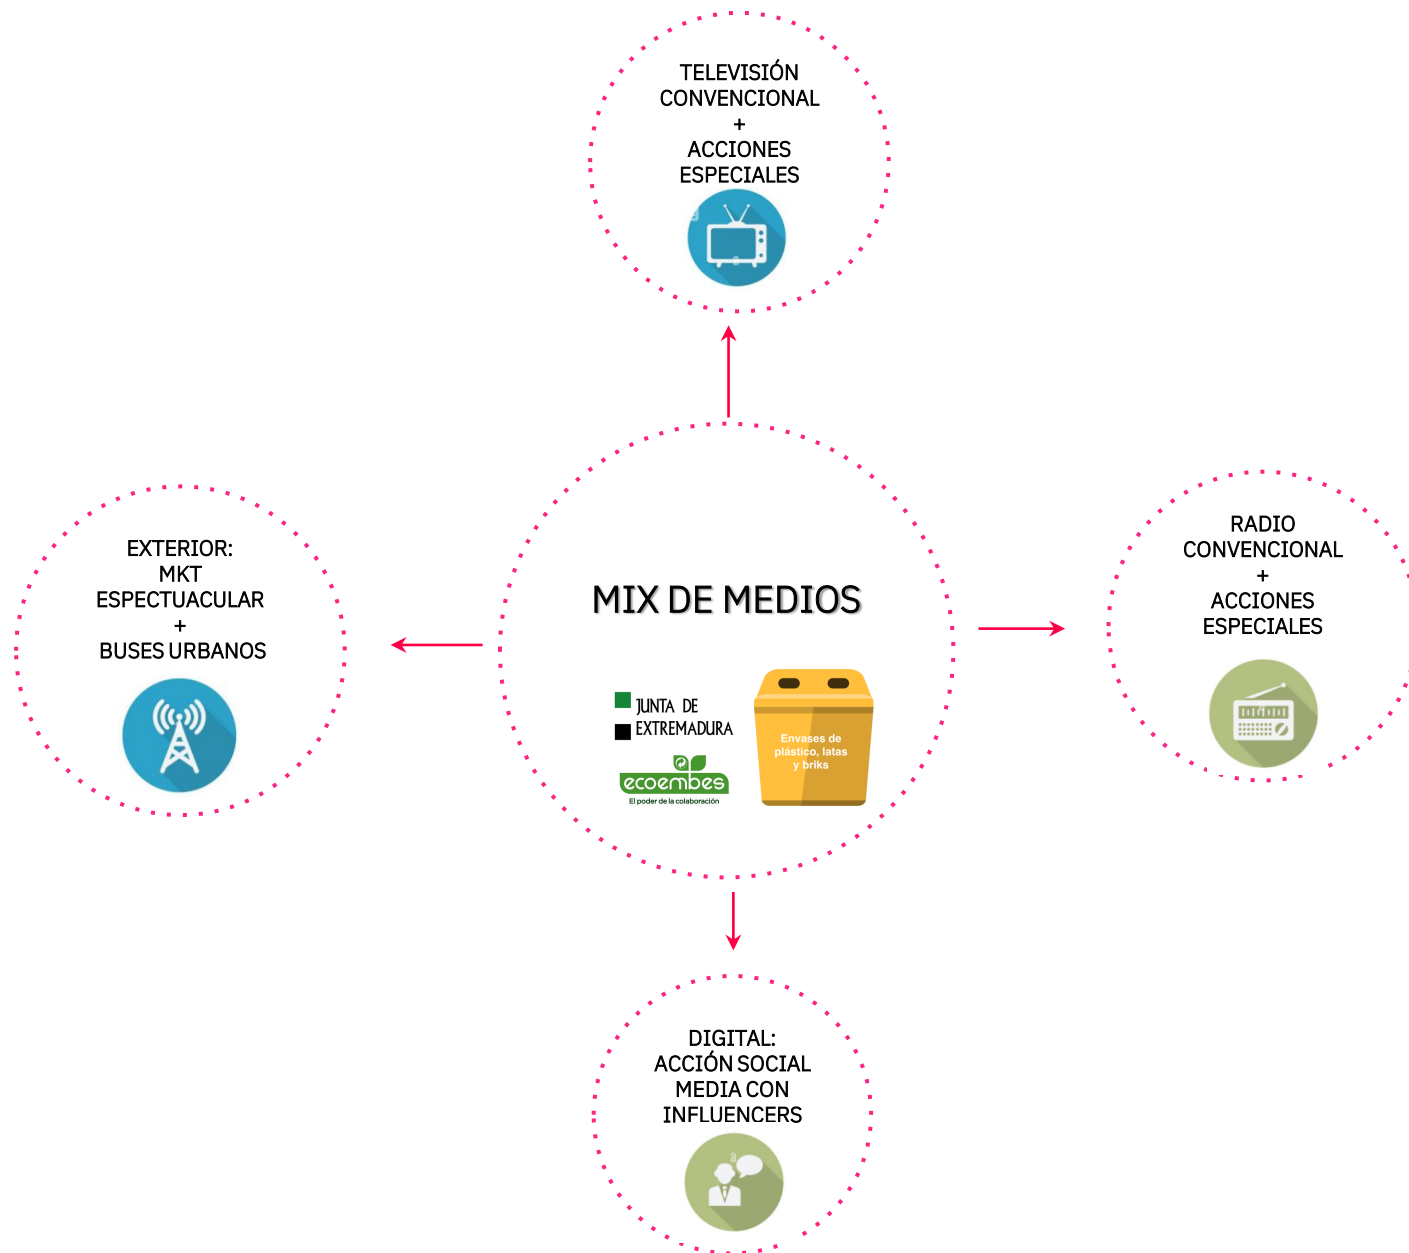 TELEVISIÓN
CONVENCIONAL
+
ACCIONES
ESPECIALES
EXTERIOR:
MKT
ESPECTUACULAR
+
BUSES URBANOS
MIX DE MEDIOS
JUNTA DE
EXTREMADURA
ecoembes
El poder de la colaboración
Envases de
plástico, latas
y briks
RADIO
CONVENCIONAL
+
ACCIONES
ESPECIALES
DIGITAL:
ACCIÓN SOCIAL
MEDIA CON
INFLUENCERS